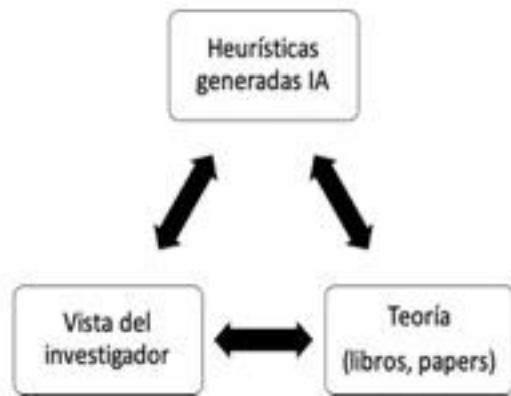 Heurísticas
generadas IA
Vista del
investigador
Teoría
(libros, papers)